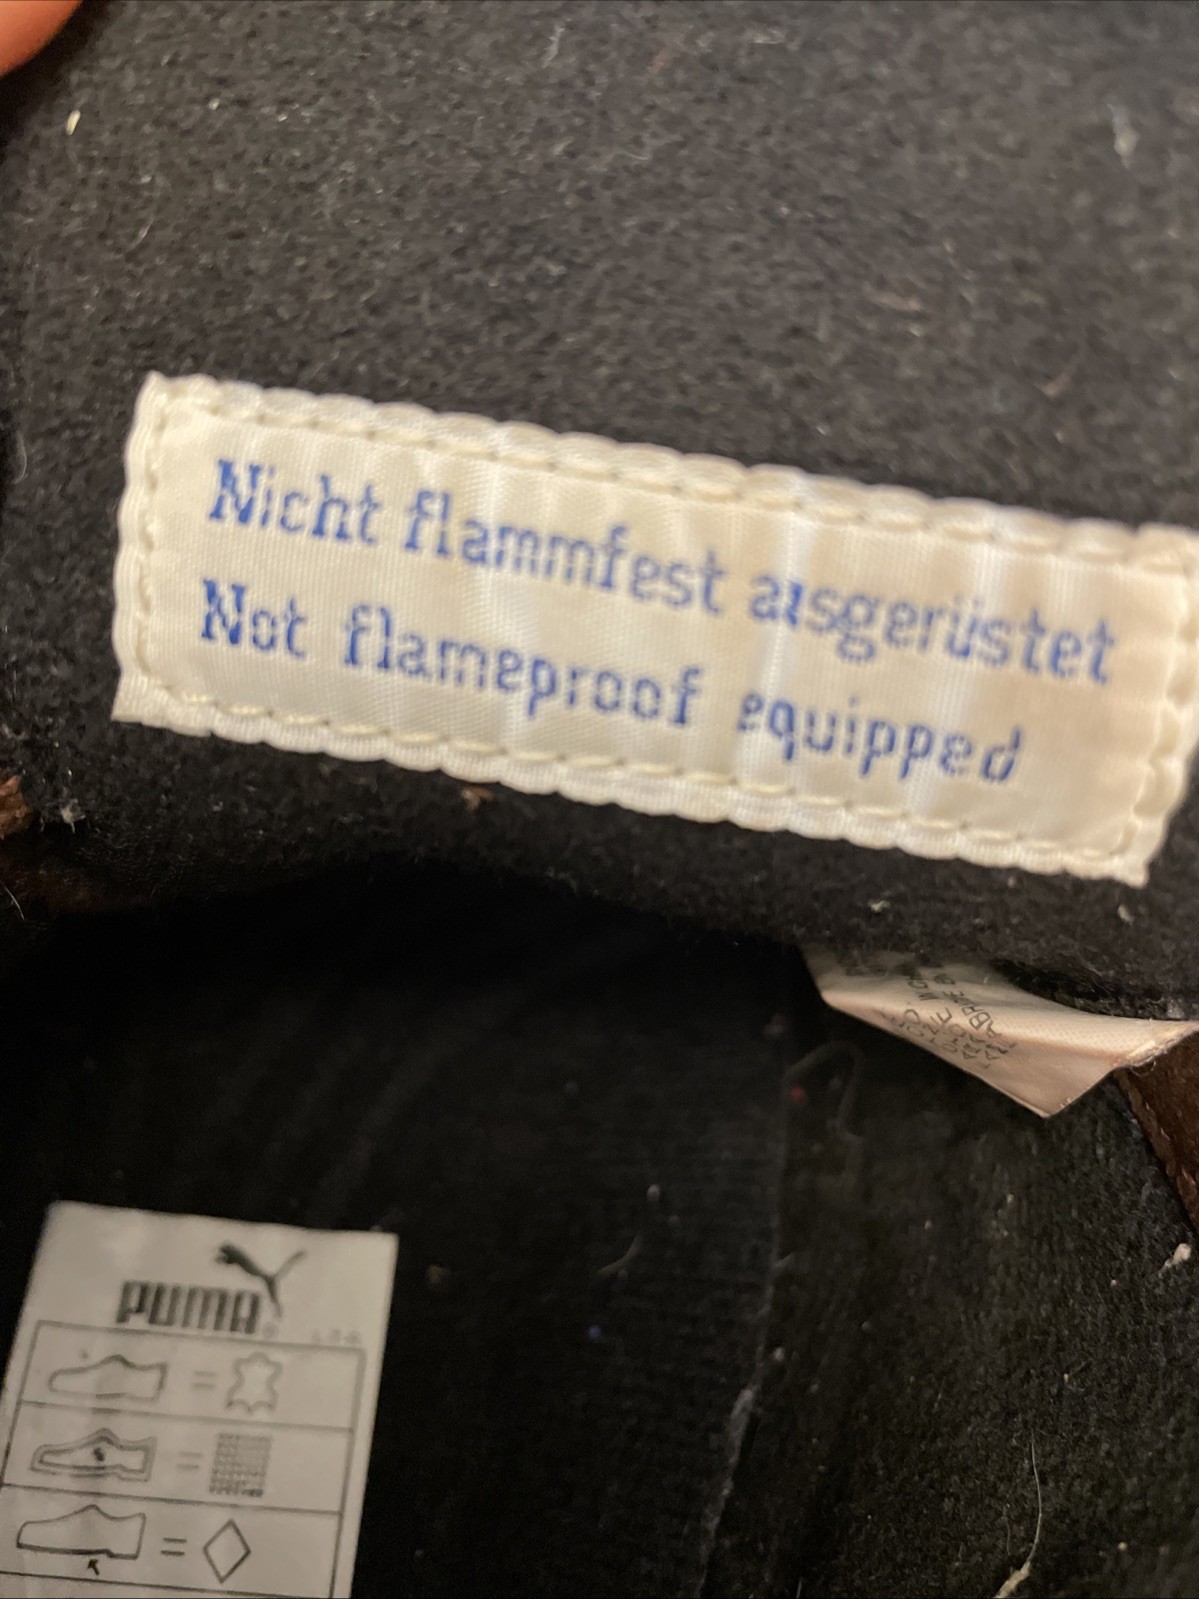 Nicht flammfest ausgerüstet
Not flameproof equipped
PUMA